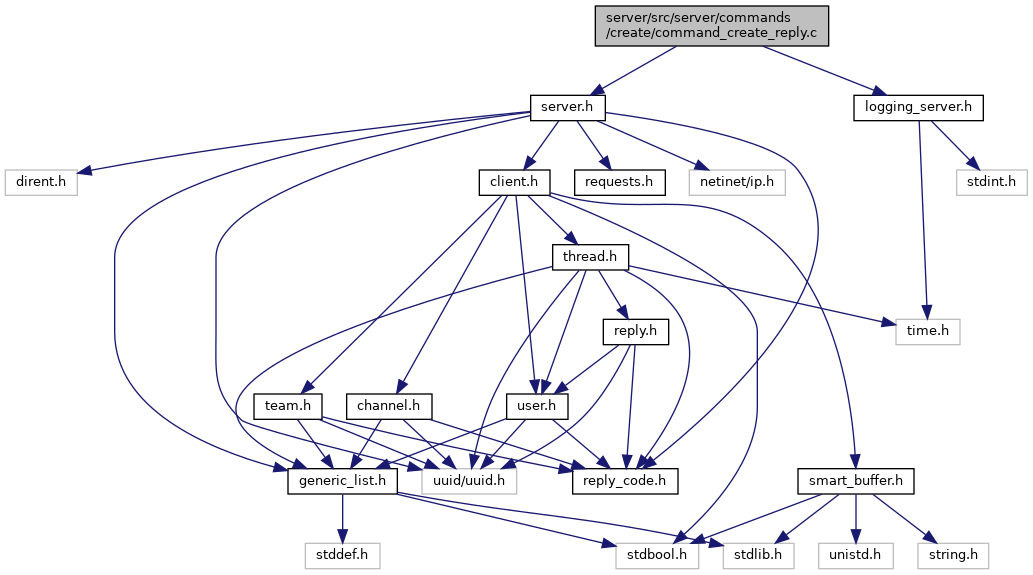 server/src/server/commands
/create/command_create_reply.c
server.h
logging_server.h
dirent.h
client.h
requests.h
netinet/ip.h
stdint.h
thread.h
reply.h
time.h
team.h
channel.h
user.h
generic_list.h
uuid/uuid.h
reply_code.h
smart_buffer.h
stddef.h
stdbool.h
stdlib.h
unistd.h
string.h